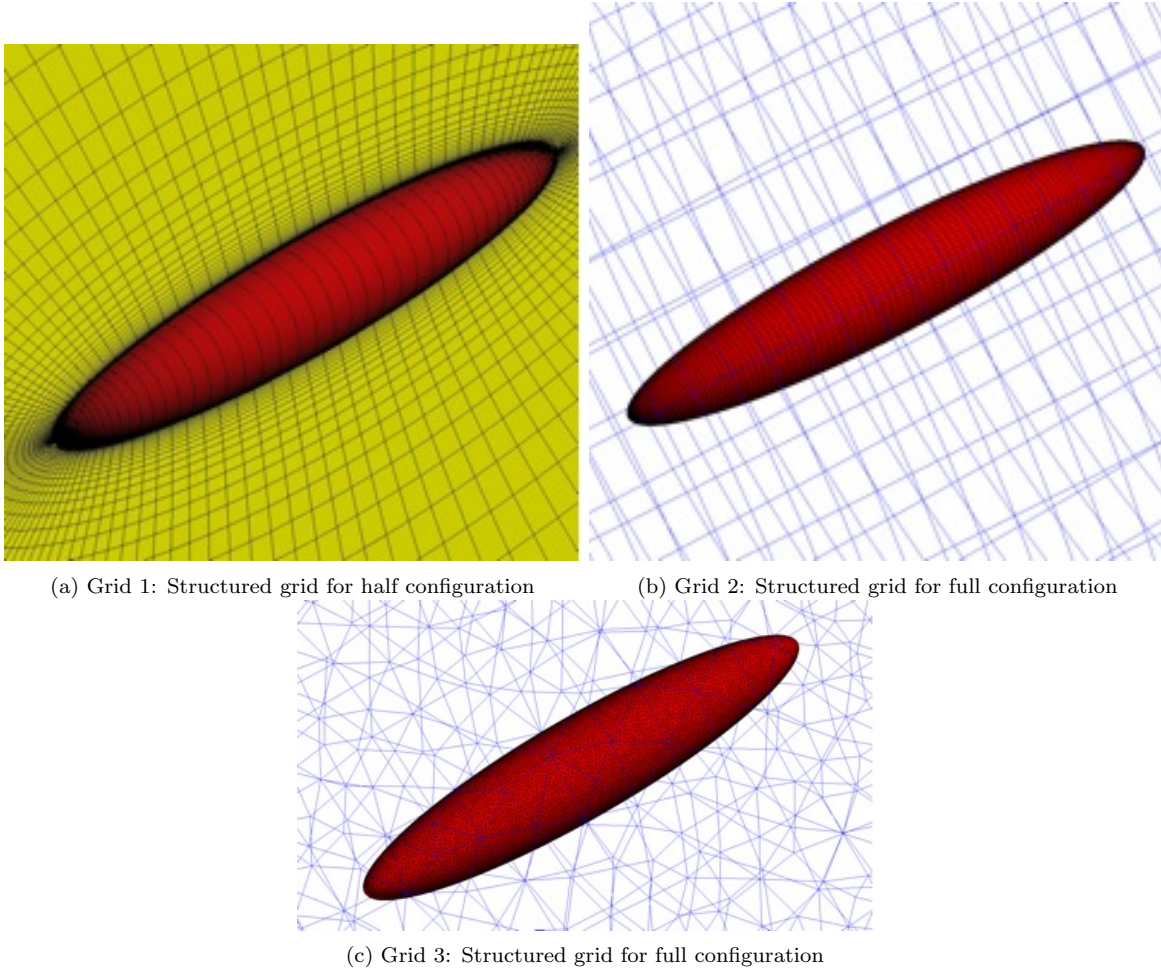 (a) Grid 1: Structured grid for half configuration
(b) Grid 2: Structured grid for full configuration
(c) Grid 3: Structured grid for full configuration